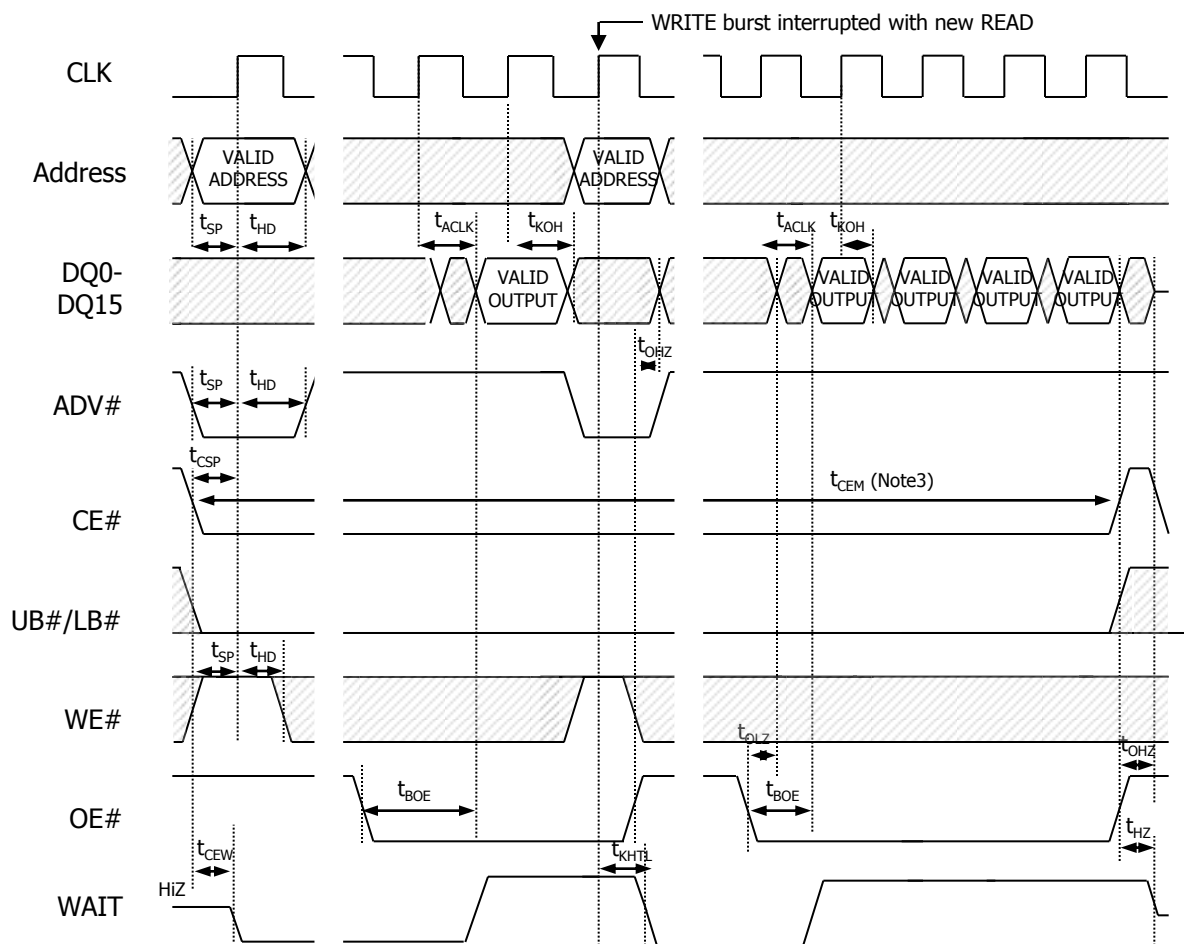 WRITE burst interrupted with new READ
CLK
Address
VALID
ADDRESS
VALID
ADDRESS
tSP
tHD
tACLK
tKOH
tACLK
tKOH
DQ0-
DQ15
VALID
OUTPUT
VALID
OUTPUT
VALID
OUTPUT
VALID
OUTPUT
VALID
OUTPUT
tOHZ
ADV#
tSP
tHD
tCSP
CE#
tCEM (Note3)
UB#/LB#
tSP
tHD
WE#
tOLZ
tOHZ
OE#
tBOE
tBOE
tHZ
tCEW
tKHTL
HiZ
WAIT